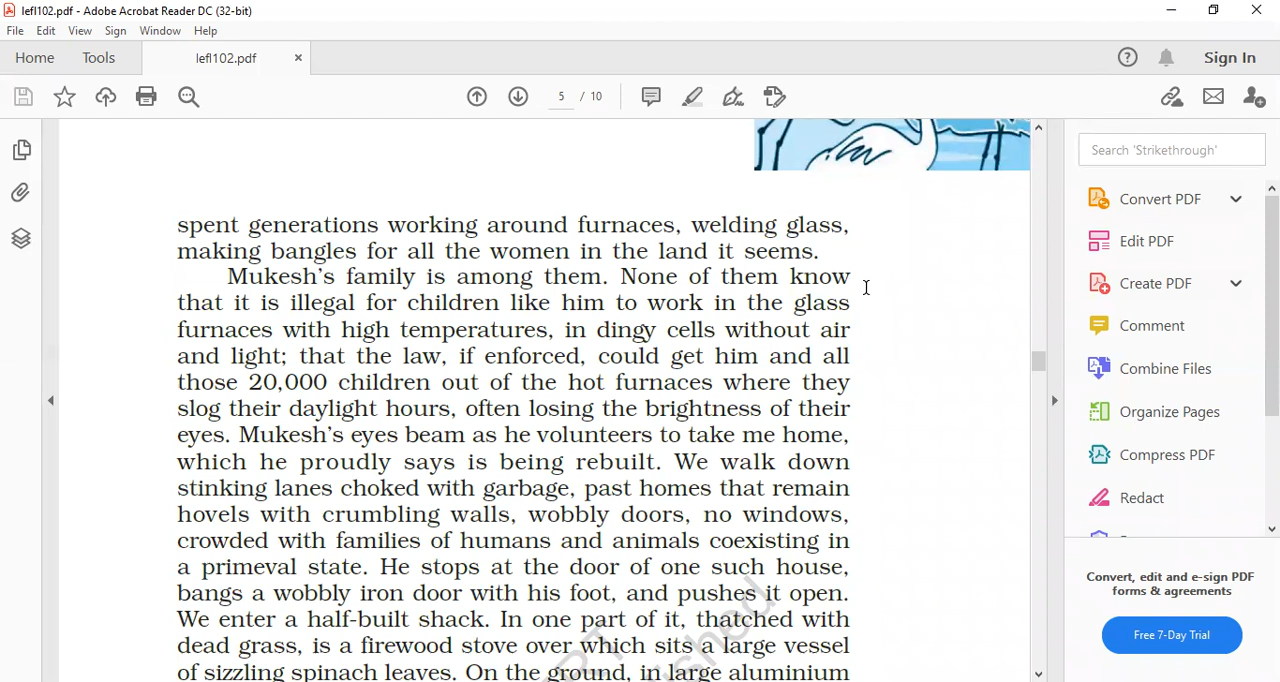 lefl102.pdf - Adobe Acrobat Reader DC (32-bit)
File Edit View Sign Window Help
Home Tools lefl102.pdf × Sign In
5 / 10
Search 'Strikethrough'
spent generations working around furnaces, welding glass,
making bangles for all the women in the land it seems.
Mukesh's family is among them. None of them know
that it is illegal for children like him to work in the glass
furnaces with high temperatures, in dingy cells without air
and light; that the law, if enforced, could get him and all
those 20,000 children out of the hot furnaces where they
slog their daylight hours, often losing the brightness of their
eyes. Mukesh's eyes beam as he volunteers to take me home,
which he proudly says is being rebuilt. We walk down
stinking lanes choked with garbage, past homes that remain
hovels with crumbling walls, wobbly doors, no windows,
crowded with families of humans and animals coexisting in
a primeval state. He stops at the door of one such house,
bangs a wobbly iron door with his foot, and pushes it open.
We enter a half-built shack. In one part of it, thatched with
dead grass, is a firewood stove over which sits a large vessel
of sizzling spinach leaves. On the ground, in large aluminium
Convert PDF
Edit PDF
Create PDF
Comment
Combine Files
Organize Pages
Compress PDF
Redact
Convert, edit and e-sign PDF
forms & agreements
Free 7-Day Trial